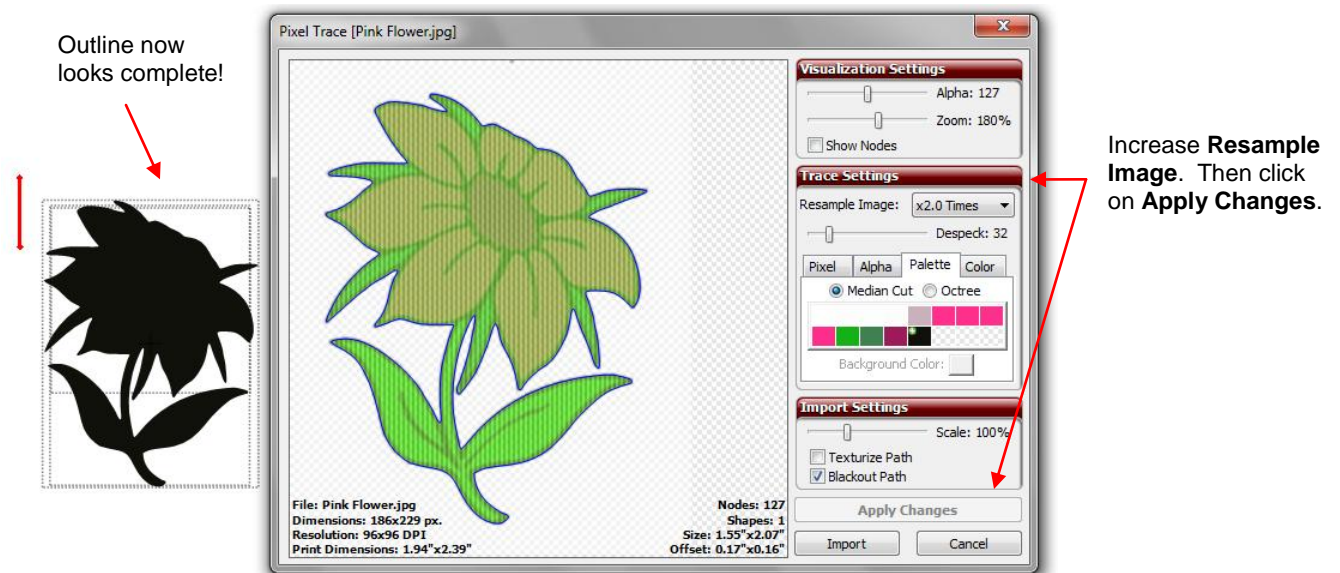 Outline now
looks complete!
Pixel Trace [Pink Flower.jpg]
Visualization Settings
Alpha: 127
Zoom: 180%
Show Nodes
Trace Settings
Resample Image: x2.0 Times
Despeck: 32
Pixel Alpha Palette Color
Median Cut Octree
Background Color:
Import Settings
Scale: 100%
Texturize Path
Blackout Path
Apply Changes
Import Cancel
File: Pink Flower.jpg
Dimensions: 186x229 px.
Resolution: 96x96 DPI
Print Dimensions: 1.94"x2.39"
Nodes: 127
Shapes: 1
Size: 1.55"x2.07"
Offset: 0.17"x0.16"
Increase Resample
Image. Then click
on Apply Changes.